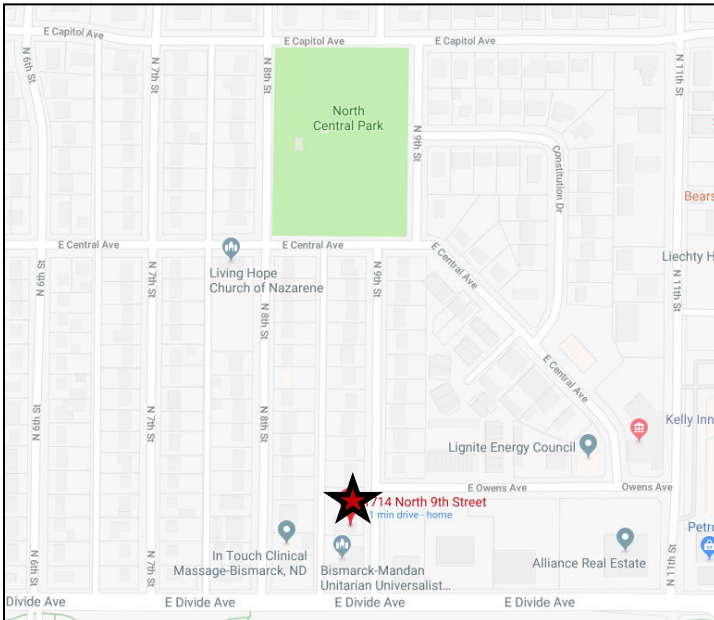 E Capitol Ave
E Capitol Ave
E Capitol Ave
N 6th St
N 7th St
N 8th St
N 11th St
North
Central Park
N 9th St
Constitution Dr
Bears
E Central Ave
E Central Ave
E Central Ave
Liechty H
Living Hope
Church of Nazarene
N 6th St
N 7th St
N 8th St
N 9th St
N 11th St
E Central Ave
N 6th St
N 7th St
N 8th St
Kelly Inn
Lignite Energy Council
E Owens Ave
Owens Ave
1714 North 9th Street
1 min drive - home
Petro
In Touch Clinical
Massage-Bismarck, ND
Bismarck-Mandan
Unitarian Universalist...
Alliance Real Estate
N 6th St
N 7th St
N 11th St
Divide Ave
E Divide Ave
E Divide Ave
E Divide Ave